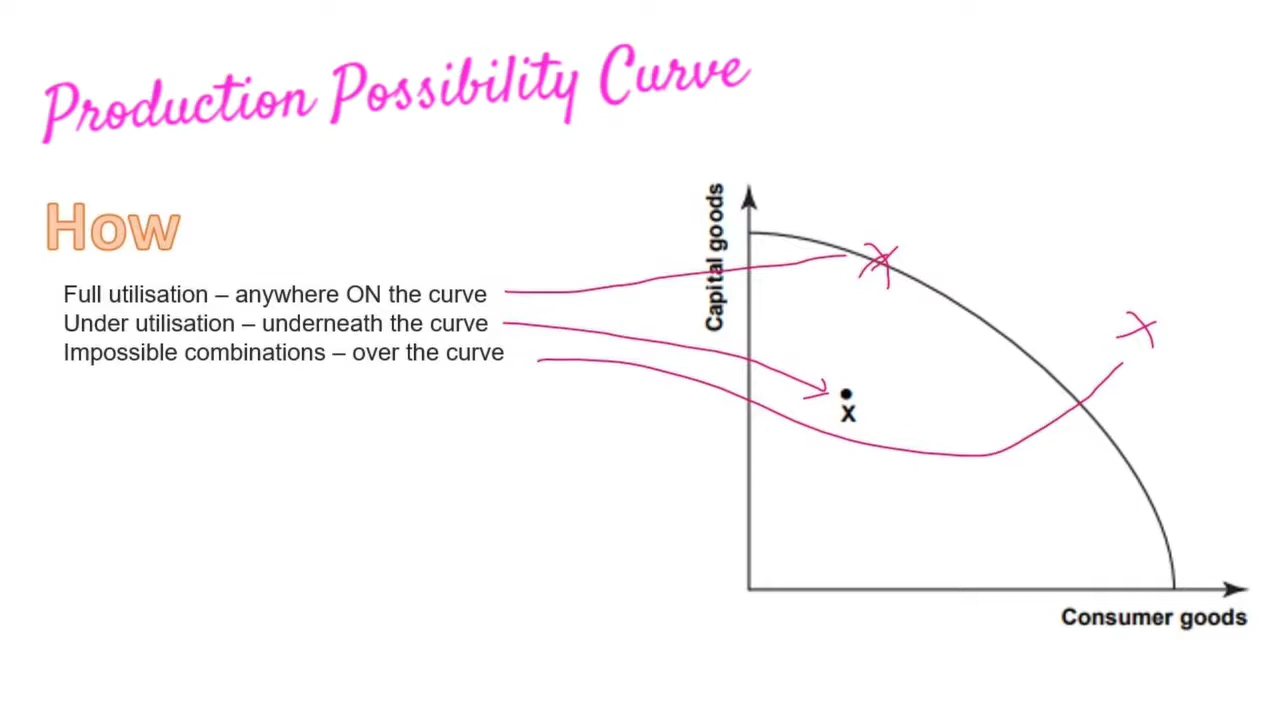 Production Possibility Curve
How
Full utilisation – anywhere ON the curve
Under utilisation – underneath the curve
Impossible combinations – over the curve
Capital goods
x
Consumer goods